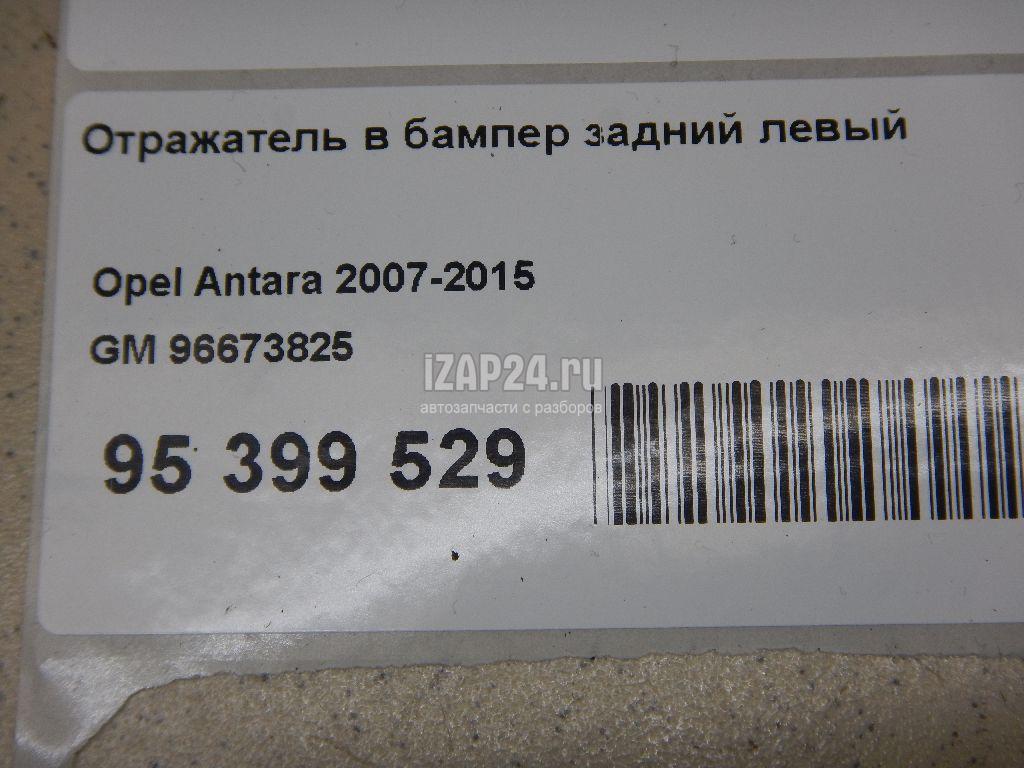 Отражатель в бампер задний левый
Opel Antara 2007-2015
GM 96673825
iZAP24.ru
автозапчасти с разборов
95 399 529